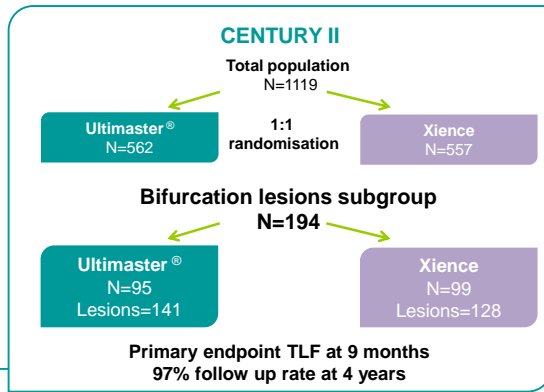 CENTURY II
Total population
N=1119
Ultimaster ®
N=562
1:1
randomisation
Xience
N=557
Bifurcation lesions subgroup
N=194
Ultimaster ®
N=95
Lesions=141
Xience
N=99
Lesions=128
Primary endpoint TLF at 9 months
97% follow up rate at 4 years